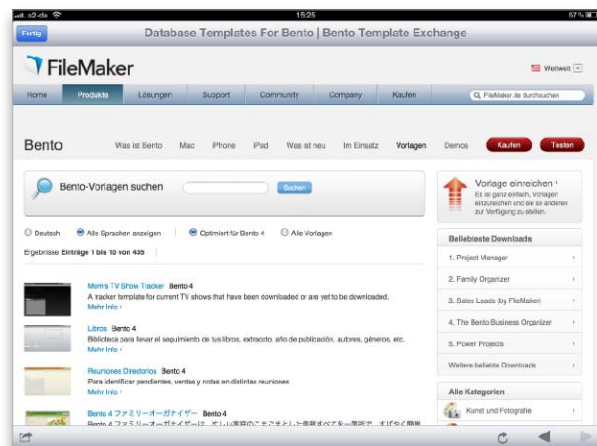 o2-de
15:25
57 %
Fertig
Database Templates For Bento | Bento Template Exchange
FileMaker
Weltweit
Home Produkte Lösungen Support Community Company Kaufen
FileMaker.de durchsuchen
Bento
Was ist Bento Mac iPhone iPad Was ist neu Im Einsatz Vorlagen Demos
Kaufen
Testen
Bento-Vorlagen suchen
Suchen
Deutsch Alle Sprachen anzeigen Optimiert für Bento 4 Alle Vorlagen
Ergebnisse Einträge 1 bis 10 von 435
Mem's TV Show Tracker Bento 4
A tracker template for current TV shows that have been downloaded or are yet to be downloaded.
Mehr Info ›
Libros Bento 4
Biblioteca para llevar el seguimiento de tus libros, extracto, año de publicación, autores, géneros, etc.
Mehr Info ›
Reuniones Directorios Bento 4
Para identificar pendientes, ventas y notas en distintas reuniones
Mehr Info ›
Bento 4 ファミリーオーガナイザー Bento 4
Vorlage einreichen ›
Es ist ganz einfach, Vorlagen
einzureichen und sie so anderen
zur Verfügung zu stellen.
Beliebteste Downloads
1. Project Manager ›
2. Family Organizer ›
3. Sales Leads (by FileMaker) ›
4. The Bento Business Organizer ›
5. Power Projects ›
Weitere beliebte Downloads ›
Alle Kategorien
Kunst und Fotografie ›